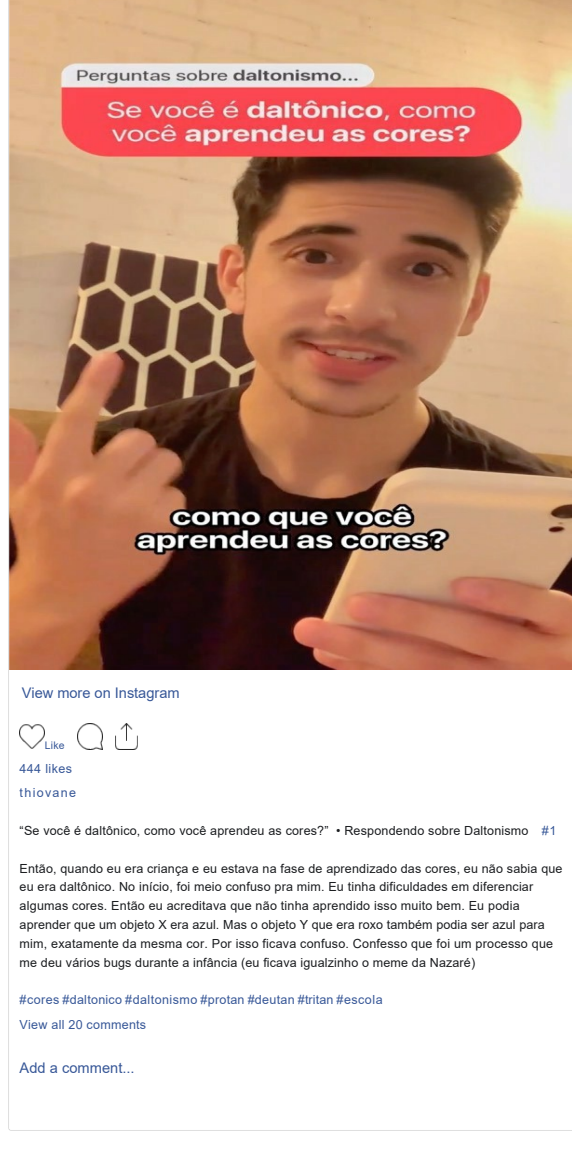 Perguntas sobre daltonismo...
Se você é daltônico, como
você aprendeu as cores?
como que você
aprendeu as cores?
View more on Instagram
Like
444 likes
thiovane
“Se você é daltônico, como você aprendeu as cores?” • Respondendo sobre Daltonismo #1
Então, quando eu era criança e eu estava na fase de aprendizado das cores, eu não sabia que
eu era daltônico. No início, foi meio confuso pra mim. Eu tinha dificuldades em diferenciar
algumas cores. Então eu acreditava que não tinha aprendido isso muito bem. Eu podia
aprender que um objeto X era azul. Mas o objeto Y que era roxo também podia ser azul para
mim, exatamente da mesma cor. Por isso ficava confuso. Confesso que foi um processo que
me deu vários bugs durante a infância (eu ficava igualzinho o meme da Nazaré)
#cores #daltonico #daltonismo #protan #deutan #tritan #escola
View all 20 comments
Add a comment...